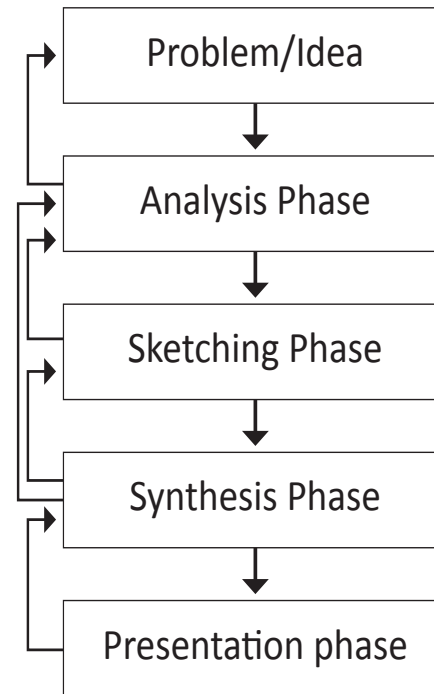 Problem/Idea
Analysis Phase
Sketching Phase
Synthesis Phase
Presentation phase